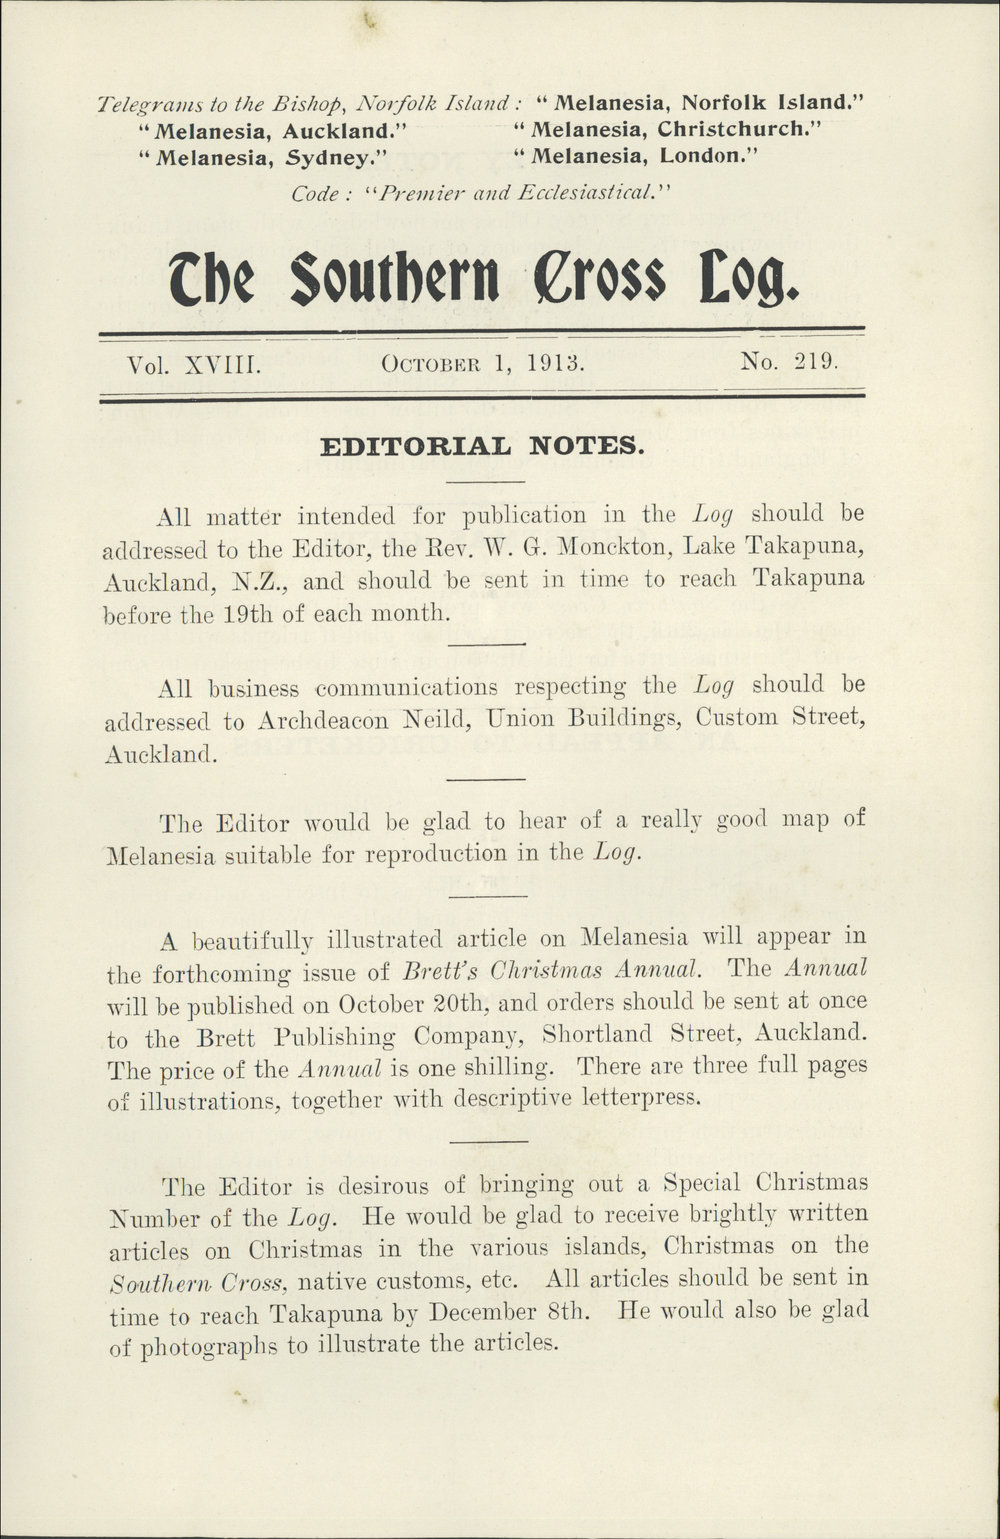 Telegrams to the Bishop, Norfolk Island : " Melanesia, Norfolk Island."
" Melanesia, Auckland." " Melanesia, Christchurch."
" Melanesia, Sydney." " Melanesia, London."
Code : "Premier and Ecclesiastical."
The Southern Cross Log.
Vol. XVIII. October 1, 1913. No. 219.
EDITORIAL NOTES.
All matter intended for publication in the Log should be
addressed to the Editor, the Rev. W. G. Monckton, Lake Takapuna,
Auckland, N.Z., and should be sent in time to reach Takapuna
before the 19th of each month.
All business communications respecting the Log should be
addressed to Archdeacon Neild, Union Buildings, Custom Street,
Auckland.
The Editor would be glad to hear of a really good map of
Melanesia suitable for reproduction in the Log.
A beautifully illustrated article on Melanesia will appear in
the forthcoming issue of Brett's Christmas Annual. The Annual
will be published on October 20th, and orders should be sent at once
to the Brett Publishing Company, Shortland Street, Auckland.
The price of the Annual is one shilling. There are three full pages
of illustrations, together with descriptive letterpress.
The Editor is desirous of bringing out a Special Christmas
Number of the Log. He would be glad to receive brightly written
articles on Christmas in the various islands, Christmas on the
Southern Cross, native customs, etc. All articles should be sent in
time to reach Takapuna by December 8th. He would also be glad
of photographs to illustrate the articles.